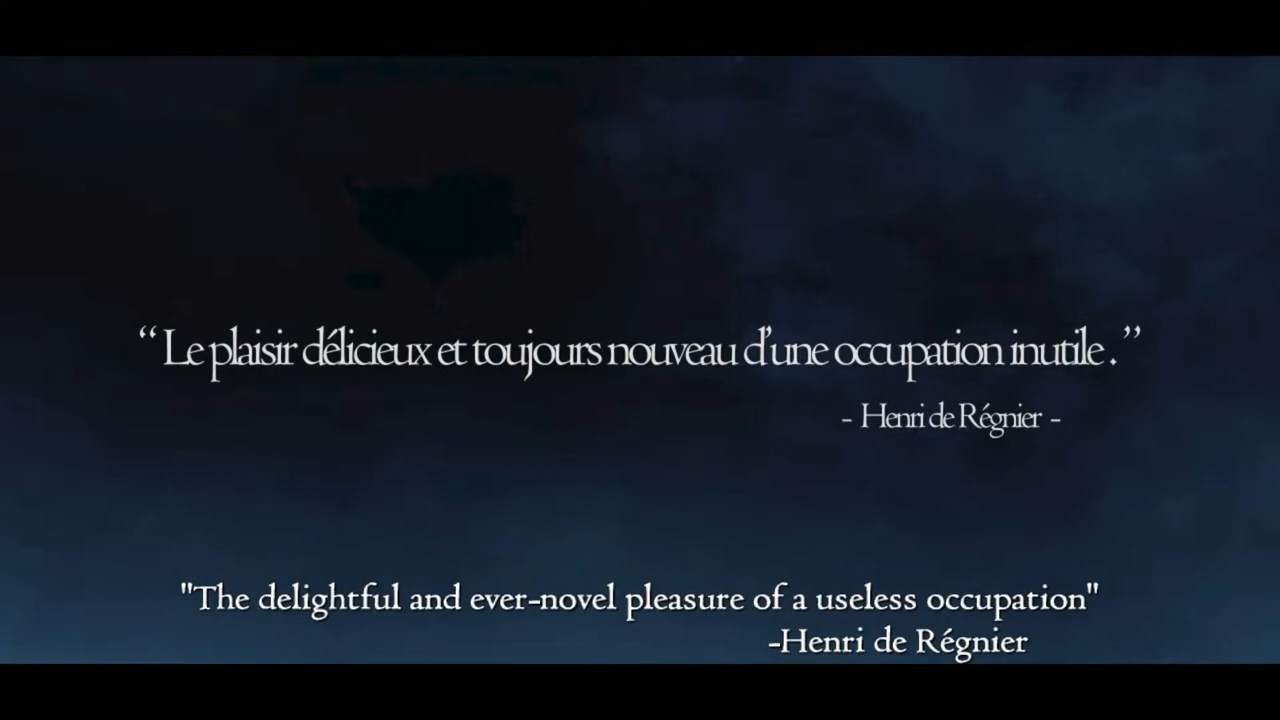 “ Le plaisir délicieux et toujours nouveau d’une occupation inutile . ”
- Henri de Régnier -
"The delightful and ever-novel pleasure of a useless occupation"
-Henri de Régnier